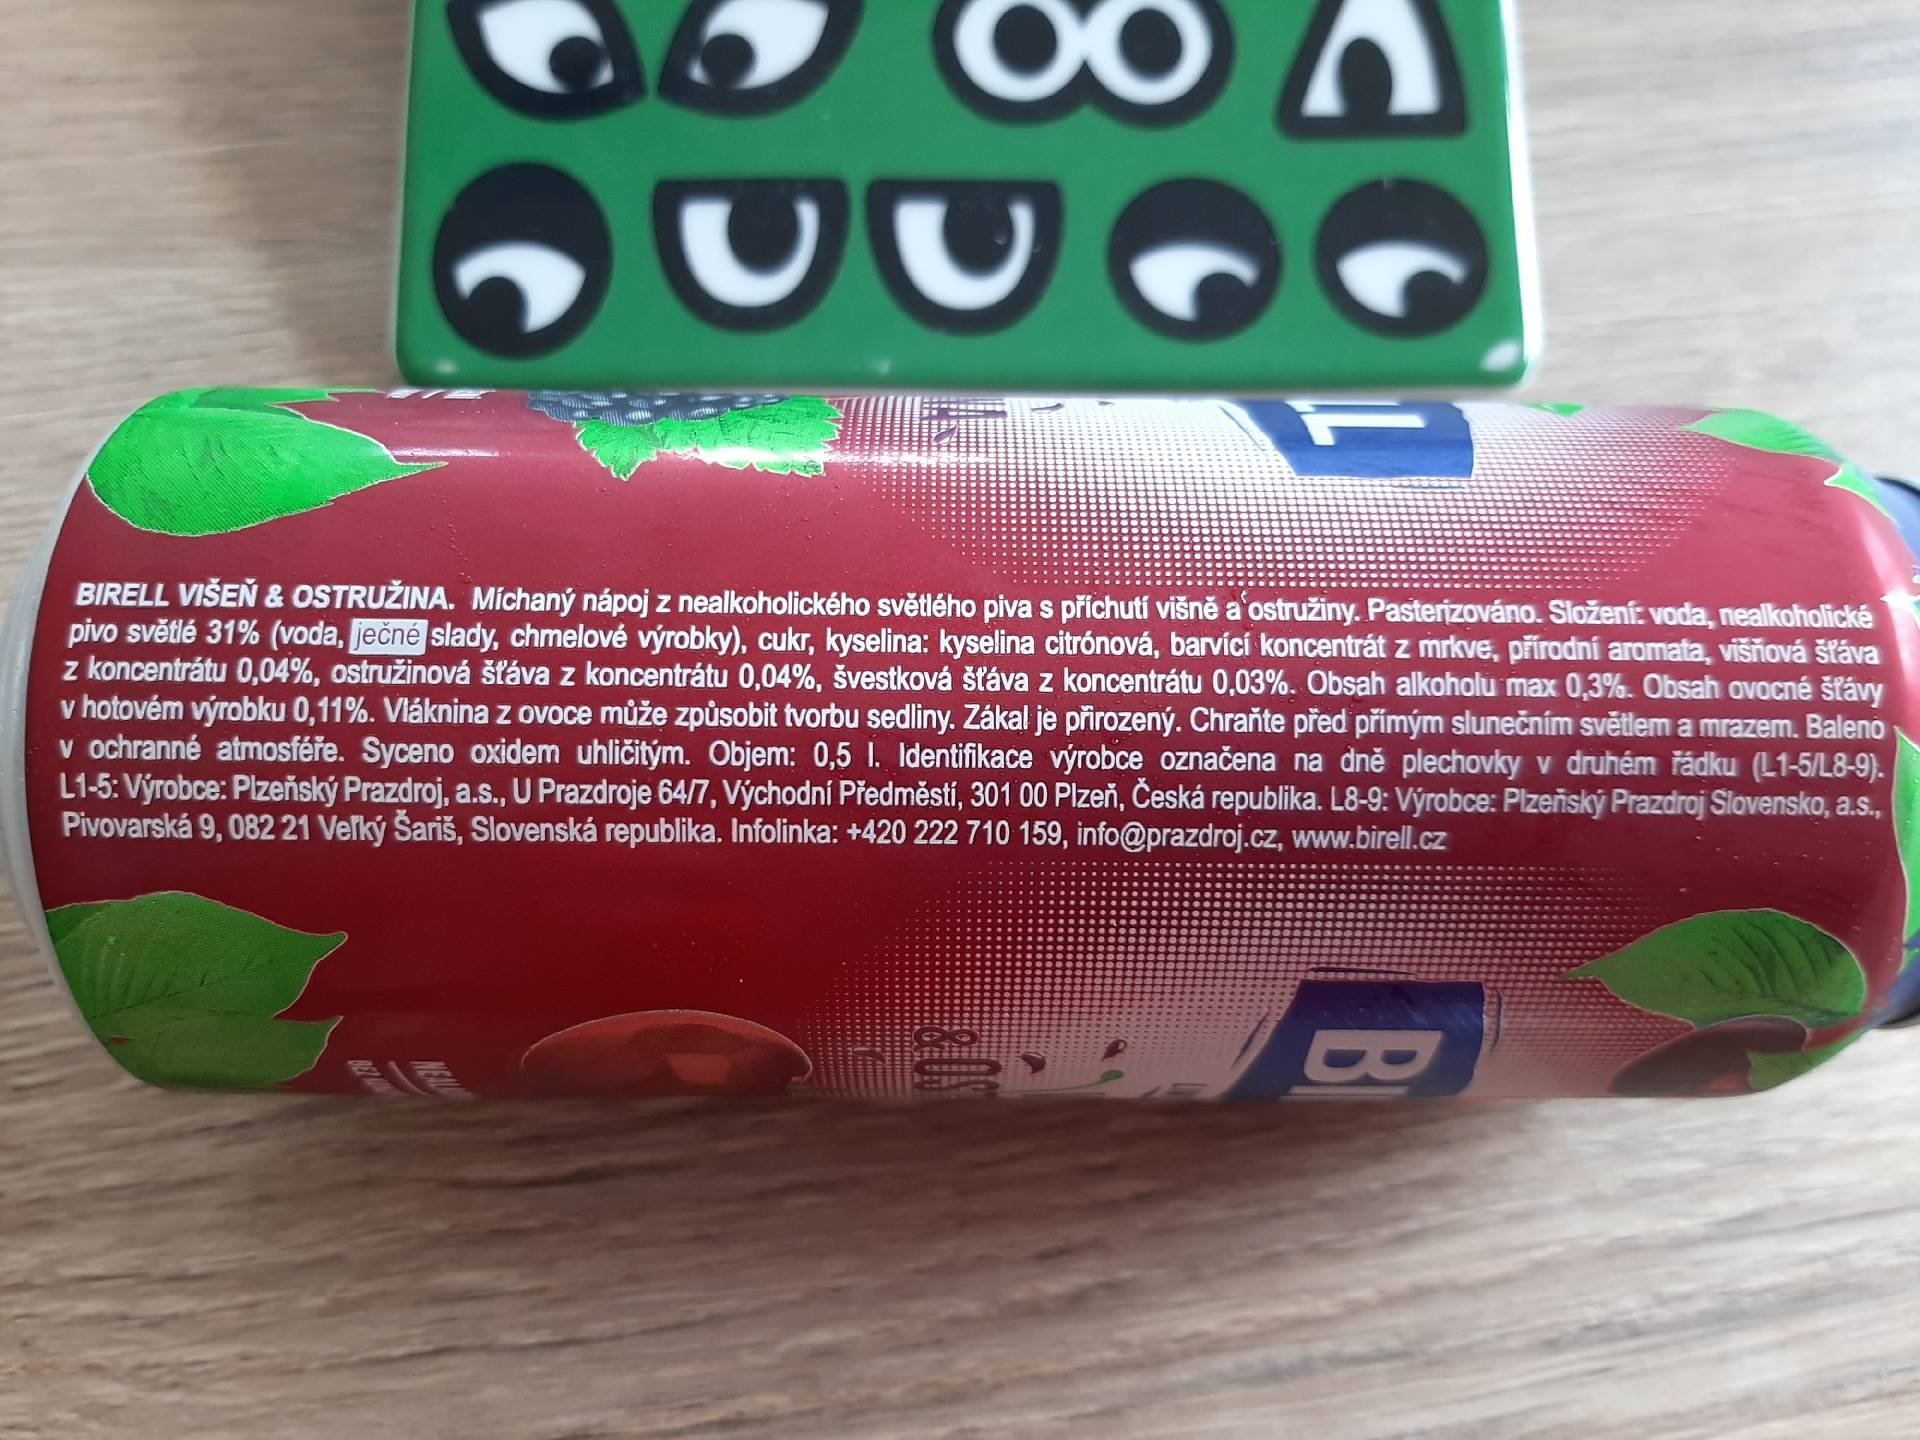 BIRELL VIŠEŇ & OSTRUŽINA. Míchaný nápoj z nealkoholického světlého piva s příchutí višně a ostružiny. Pasterizováno. Složení: voda, nealkoholické
pivo světlé 31% (voda, ječné slady, chmelové výrobky), cukr, kyselina: kyselina citrónová, barvící koncentrát z mrkve, přírodní aromata, višňová šťáva
z koncentrátu 0,04%, ostružinová šťáva z koncentrátu 0,04%, švestková šťáva z koncentrátu 0,03%. Obsah alkoholu max 0,3%. Obsah ovocné šťávy
v hotovém výrobku 0,11%. Vláknina z ovoce může způsobit tvorbu sedliny. Zákal je přirozený. Chraňte před přímým slunečním světlem a mrazem. Baleno
v ochranné atmosféře. Syceno oxidem uhličitým. Objem: 0,5 l. Identifikace výrobce označena na dně plechovky v druhém řádku (L1-5/L8-9).
L1-5: Výrobce: Plzeňský Prazdroj, a.s., U Prazdroje 64/7, Východní Předměstí, 301 00 Plzeň, Česká republika. L8-9: Výrobce: Plzeňský Prazdroj Slovensko, a.s.,
Pivovarská 9, 082 21 Veľký Šariš, Slovenská republika. Infolinka: +420 222 710 159, info@prazdroj.cz, www.birell.cz